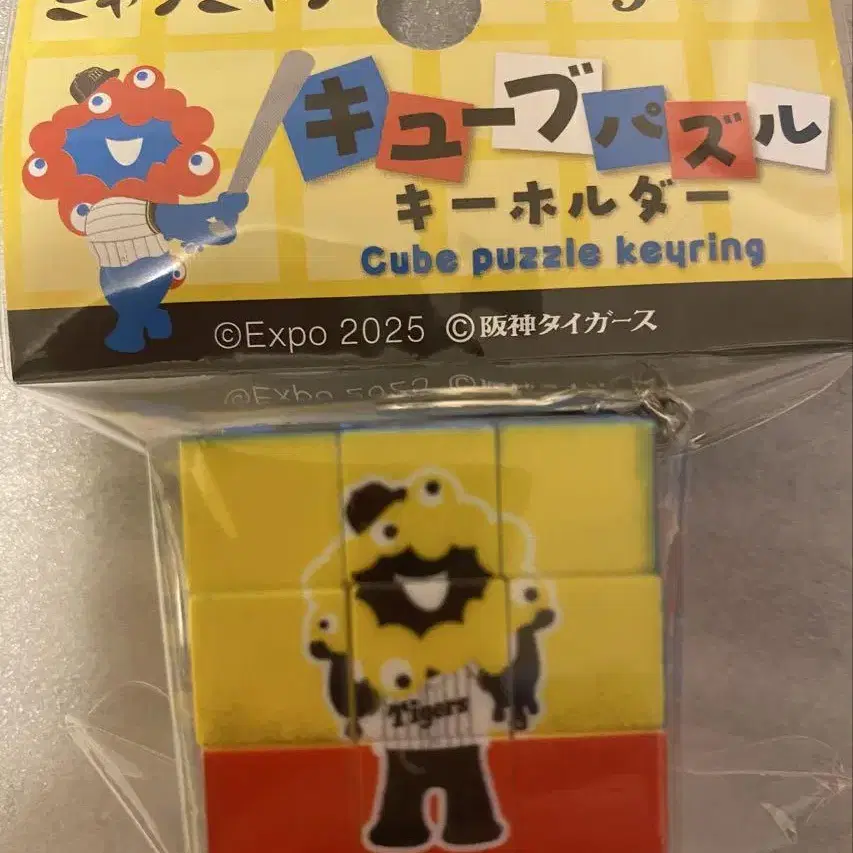 キューブパズル
キーホルダー
Cube puzzle keyring
©Expo 2025 ©阪神タイガース
Tigers